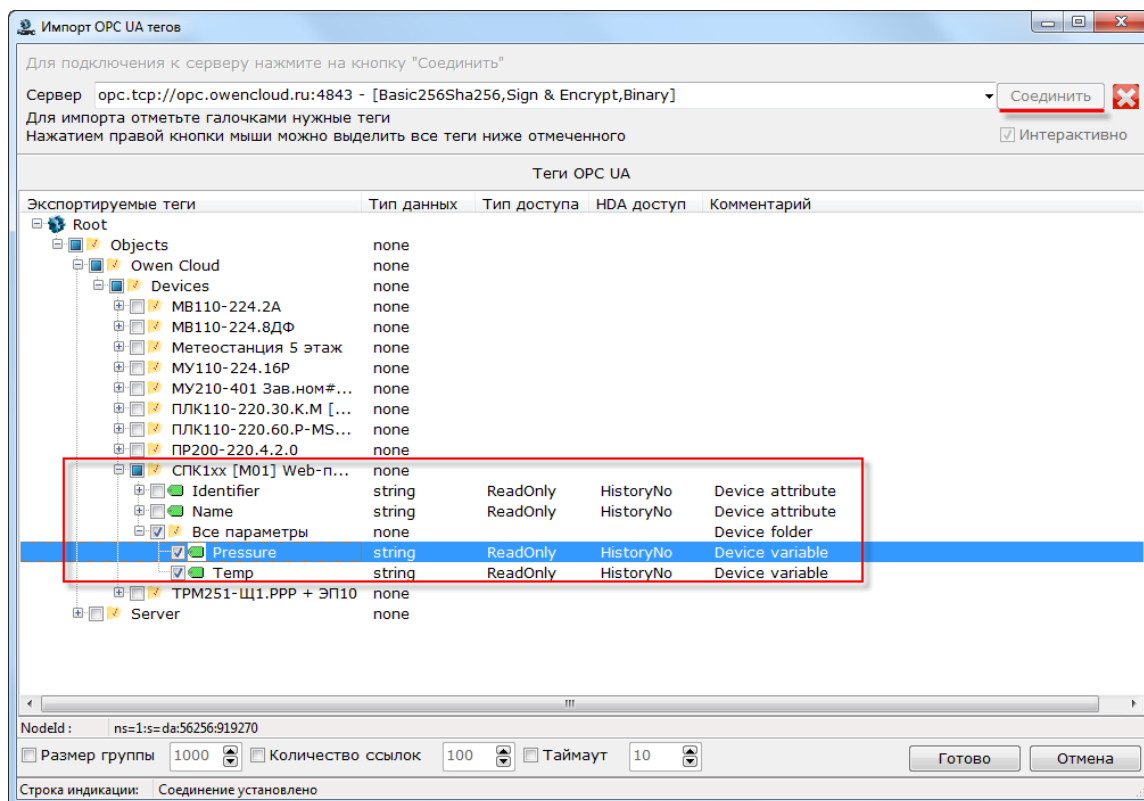 Импорт OPC UA тегов
Для подключения к серверу нажмите на кнопку "Соединить"
Сервер opc.tcp://opc.owencloud.ru:4843 - [Basic256Sha256,Sign & Encrypt,Binary] Соединить
Для импорта отметьте галочками нужные теги
Нажатием правой кнопки мыши можно выделить все теги ниже отмеченного Интерактивно
Теги OPC UA
Экспортируемые теги Тип данных Тип доступа HDA доступ Комментарий
Root
Objects none
Owen Cloud none
Devices none
МВ110-224.2А none
МВ110-224.8ДФ none
Метеостанция 5 этаж none
МУ110-224.16Р none
МУ210-401 Зав.ном#... none
ПЛК110-220.30.К.М [... none
ПЛК110-220.60.Р-MS... none
ПР200-220.4.2.0 none
СПК1хх [М01] Web-п... none
Identifier string ReadOnly HistoryNo Device attribute
Name string ReadOnly HistoryNo Device attribute
Все параметры none Device folder
Pressure string ReadOnly HistoryNo Device variable
Temp string ReadOnly HistoryNo Device variable
ТРМ251-Щ1.РРР + ЭП10 none
Server none
NodeId : ns=1:s=da:56256:919270
Размер группы 1000 Количество ссылок 100 Таймаут 10 Готово Отмена
Строка индикации: Соединение установлено